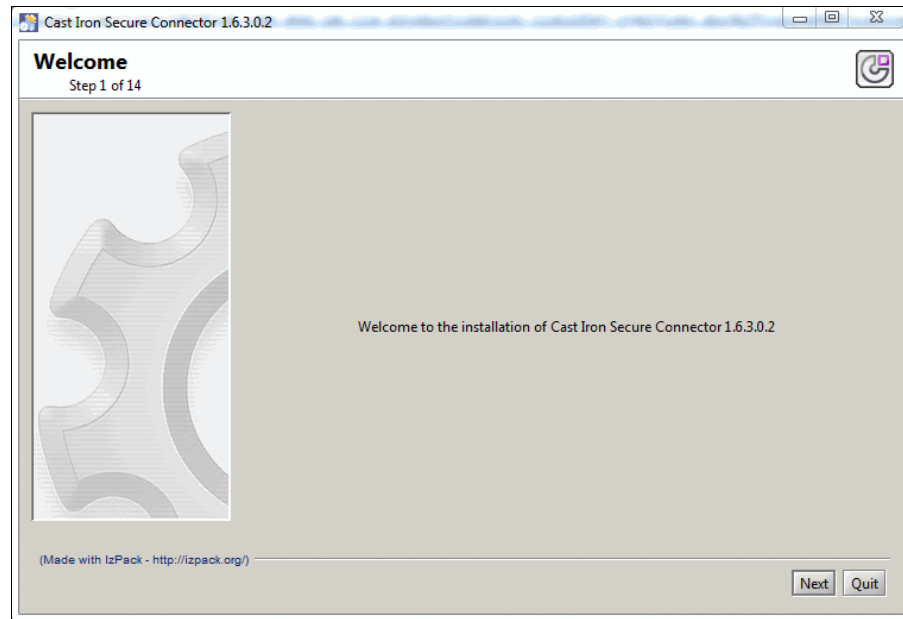 Cast Iron Secure Connector 1.6.3.0.2
Welcome
Step 1 of 14
Welcome to the installation of Cast Iron Secure Connector 1.6.3.0.2
(Made with IzPack - http://izpack.org/)
Next Quit